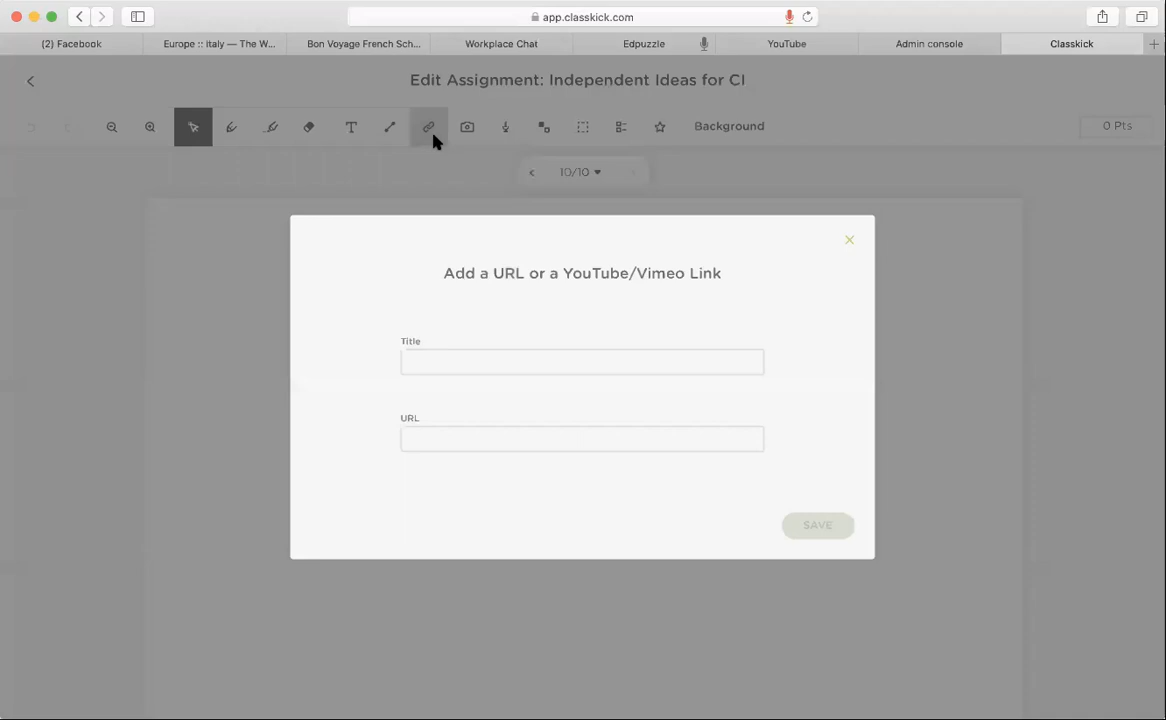 app.classkick.com
(2) Facebook
Europe :: Italy — The W...
Bon Voyage French Sch...
Workplace Chat
Edpuzzle
YouTube
Admin console
Classkick
Edit Assignment: Independent Ideas for CI
T
Background
0 Pts
10/10
Add a URL or a YouTube/Vimeo Link
Title
URL
SAVE